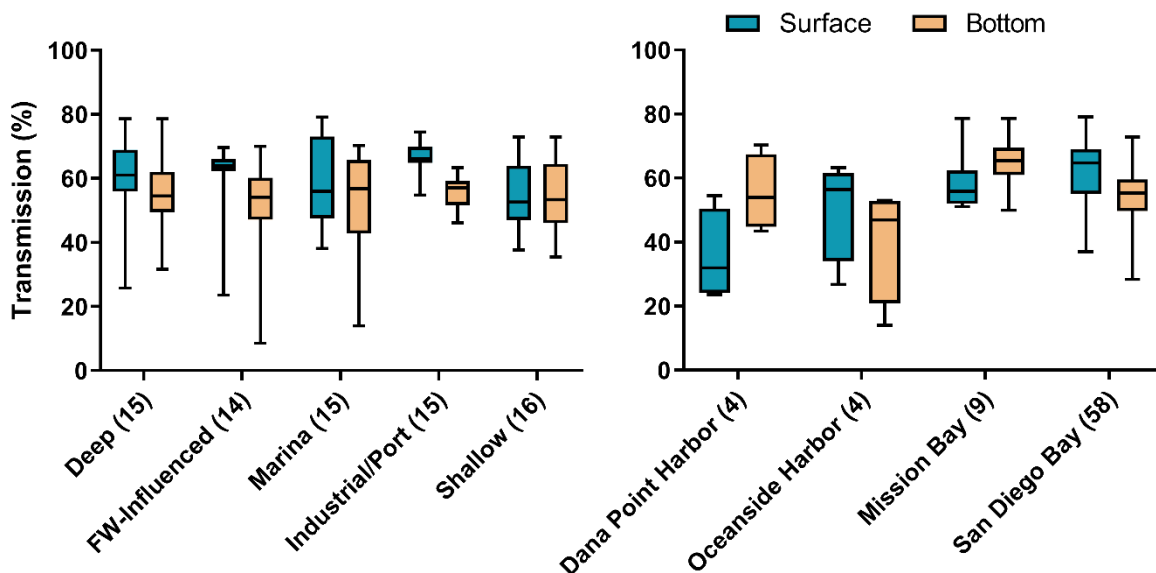 Surface Bottom
Transmission (%)
100
80
60
40
20
0
Deep (15)
FW-Influenced (14)
Marina (15)
Industrial/Port (15)
Shallow (16)
100
80
60
40
20
0
Dana Point Harbor (4)
Oceanside Harbor (4)
Mission Bay (9)
San Diego Bay (58)